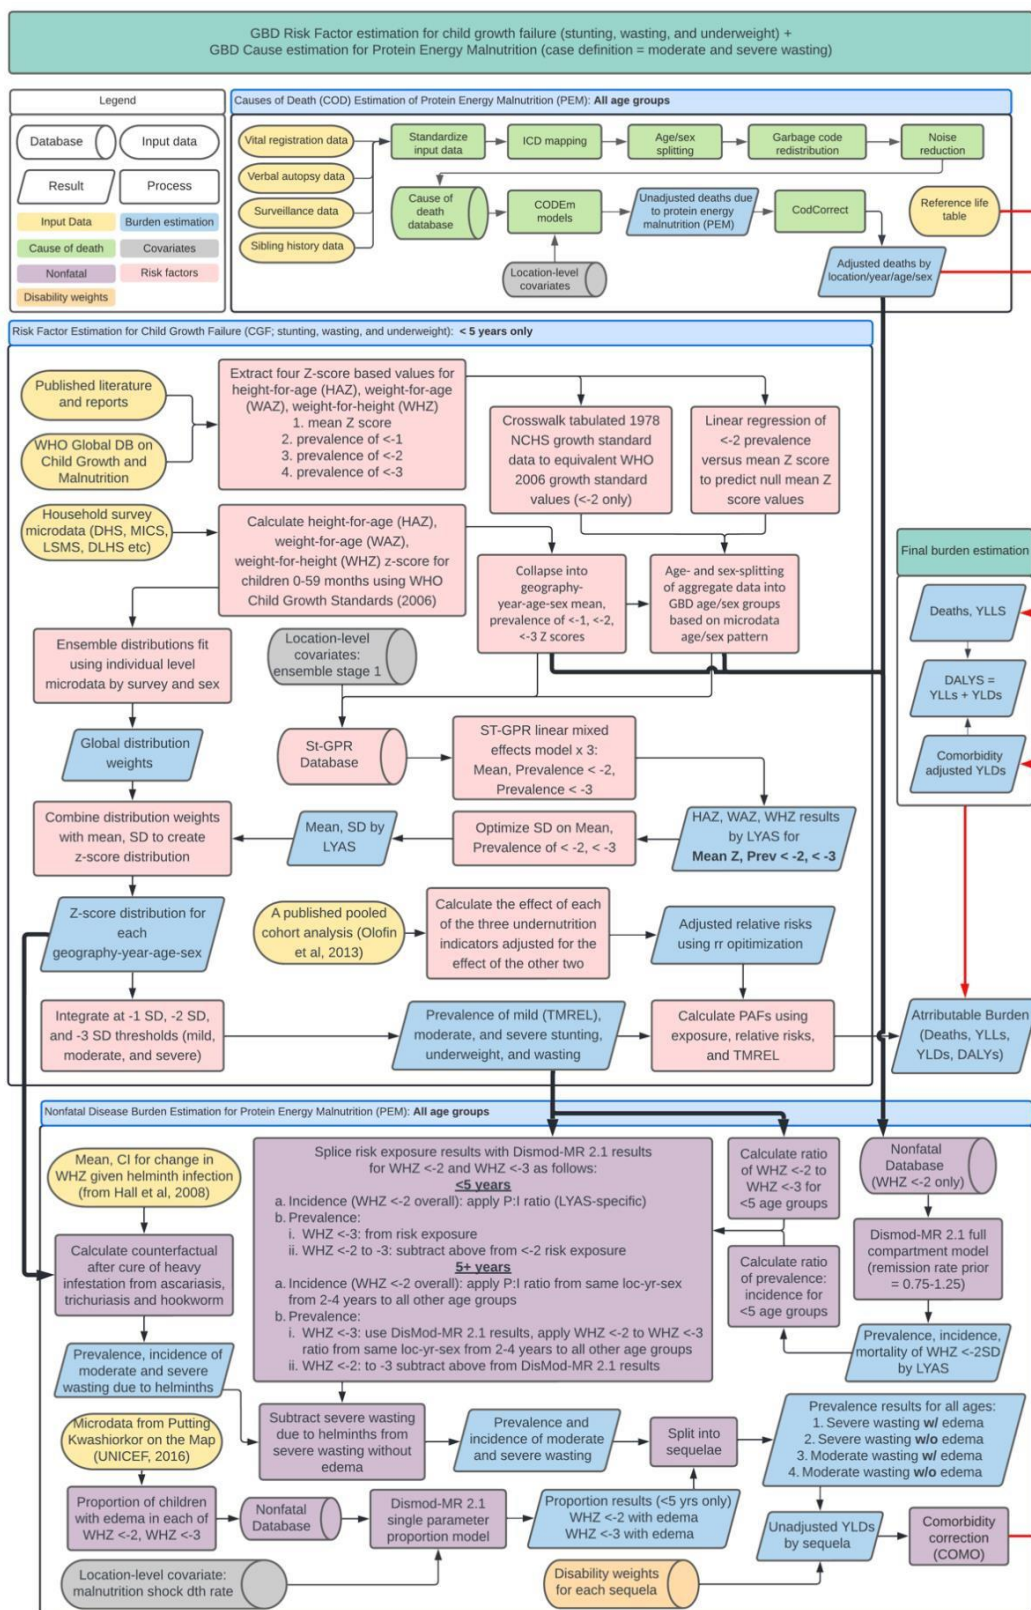 GBD Risk Factor estimation for child growth failure (stunting, wasting, and underweight) +
GBD Cause estimation for Protein Energy Malnutrition (case definition = moderate and severe wasting)
Legend
Database
Input data
Result
Process
Input Data
Burden estimation
Cause of death
Covariates
Nonfatal
Risk factors
Disability weights
Causes of Death (COD) Estimation of Protein Energy Malnutrition (PEM): All age groups
Vital registration data
Verbal autopsy data
Surveillance data
Sibling history data
Standardize
input data
ICD mapping
Age/sex
splitting
Garbage code
redistribution
Noise
reduction
Cause of
death
database
CODEm
models
Unadjusted deaths due
to protein energy
malnutrition (PEM)
CodCorrect
Reference life
table
Location-level
covariates
Adjusted deaths by
location/year/age/sex
Risk Factor Estimation for Child Growth Failure (CGF; stunting, wasting, and underweight): < 5 years only
Published literature
and reports
WHO Global DB on
Child Growth and
Malnutrition
Household survey
microdata (DHS, MICS,
LSMS, DLHS etc)
Extract four Z-score based values for
height-for-age (HAZ), weight-for-age
(WAZ), weight-for-height (WHZ)
1. mean Z score
2. prevalence of <-1
3. prevalence of <-2
4. prevalence of <-3
Crosswalk tabulated 1978
NCHS growth standard
data to equivalent WHO
2006 growth standard
values (<-2 only)
Linear regression of
<-2 prevalence
versus mean Z score
to predict null mean Z
score values
Calculate height-for-age (HAZ),
weight-for-age (WAZ),
weight-for-height (WHZ) z-score for
children 0-59 months using WHO
Child Growth Standards (2006)
Collapse into
geography-
year-age-sex mean,
prevalence of <-1, <-2,
<-3 Z scores
Age- and sex-splitting
of aggregate data into
GBD age/sex groups
based on microdata
age/sex pattern
Final burden estimation
Deaths, YLLS
DALYS =
YLLs + YLDs
Comorbidity
adjusted YLDs
Ensemble distributions fit
using individual level
microdata by survey and sex
Location-level
covariates:
ensemble stage 1
Global distribution
weights
St-GPR
Database
ST-GPR linear mixed
effects model x 3:
Mean, Prevalence < -2,
Prevalence < -3
Combine distribution weights
with mean, SD to create
z-score distribution
Mean, SD by
LYAS
Optimize SD on Mean,
Prevalence of < -2, < -3
HAZ, WAZ, WHZ results
by LYAS for
Mean Z, Prev < -2, < -3
Z-score distribution for
each
geography-year-age-sex
A published pooled
cohort analysis (Olofin
et al, 2013)
Calculate the effect of each
of the three undernutrition
indicators adjusted for the
effect of the other two
Adjusted relative risks
using rr opitimization
Integrate at -1 SD, -2 SD,
and -3 SD thresholds (mild,
moderate, and severe)
Prevalence of mild (TMREL),
moderate, and severe stunting,
underweight, and wasting
Calculate PAFs using
exposure, relative risks,
and TMREL
Atrributable Burden
(Deaths, YLLs,
YLDs, DALYs)
Nonfatal Disease Burden Estimation for Protein Energy Malnutrition (PEM): All age groups
Mean, CI for change in
WHZ given helminth infection
(from Hall et al, 2008)
Calculate counterfactual
after cure of heavy
infestation from ascariasis,
trichuriasis and hookworm
Prevalence, incidence of
moderate and severe
wasting due to helminths
Splice risk exposure results with Dismod-MR 2.1 results
for WHZ <-2 and WHZ <-3 as follows:
<5 years
a. Incidence (WHZ <-2 overall): apply P:I ratio (LYAS-specific)
b. Prevalence:
i. WHZ <-3: from risk exposure
ii. WHZ <-2 to -3: subtract above from <-2 risk exposure
5+ years
a. Incidence (WHZ <-2 overall): apply P:I ratio from same loc-yr-sex
from 2-4 years to all other age groups
b. Prevalence:
i. WHZ <-3: use DisMod-MR 2.1 results, apply WHZ <-2 to WHZ <-3
ratio from same loc-yr-sex from 2-4 years to all other age groups
ii. WHZ <-2: to -3 subtract above from DisMod-MR 2.1 results
Calculate ratio
of WHZ <-2 to
WHZ <-3 for
<5 age groups
Calculate ratio
of prevalence:
incidence for
<5 age groups
Nonfatal
Database
(WHZ <-2 only)
Dismod-MR 2.1 full
compartment model
(remission rate prior
= 0.75-1.25)
Prevalence, incidence,
mortality of WHZ <-2SD
by LYAS
Microdata from Putting
Kwashiorkor on the Map
(UNICEF, 2016)
Subtract severe wasting
due to helminths from
severe wasting without
edema
Prevalence and
incidence of moderate
and severe wasting
Split into
sequelae
Prevalence results for all ages:
1. Severe wasting w/ edema
2. Severe wasting w/o edema
3. Moderate wasting w/ edema
4. Moderate wasting w/o edema
Proportion of children
with edema in each of
WHZ <-2, WHZ <-3
Nonfatal
Database
Dismod-MR 2.1
single parameter
proportion model
Proportion results (<5 yrs only)
WHZ <-2 with edema
WHZ <-3 with edema
Unadjusted YLDs
by sequela
Comorbidity
correction
(COMO)
Location-level covariate:
malnutrition shock dth rate
Disability weights
for each sequela